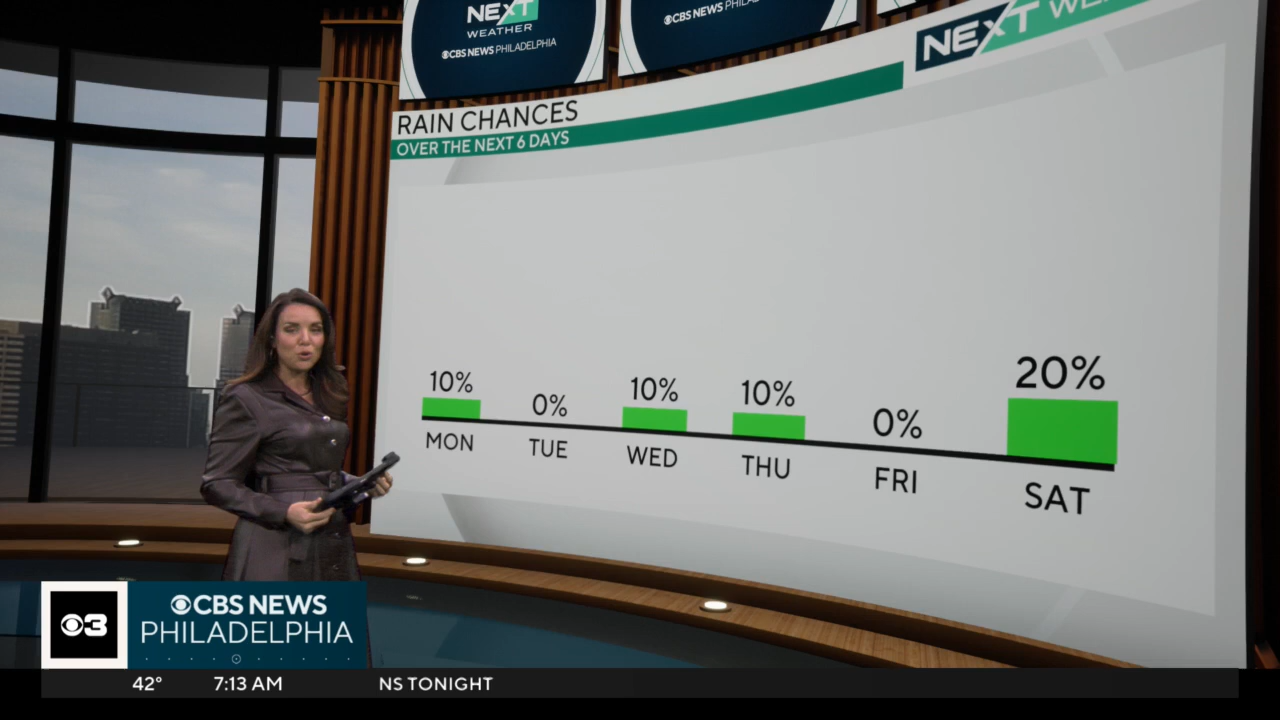 NEXT
WEATHER
CBS NEWS PHILADELPHIA
CBS NEWS
NEXT
RAIN CHANCES
OVER THE NEXT 6 DAYS
10%
0%
10%
10%
0%
20%
MON
TUE
WED
THU
FRI
SAT
3
CBS NEWS
PHILADELPHIA
42°
7:13 AM
NS TONIGHT